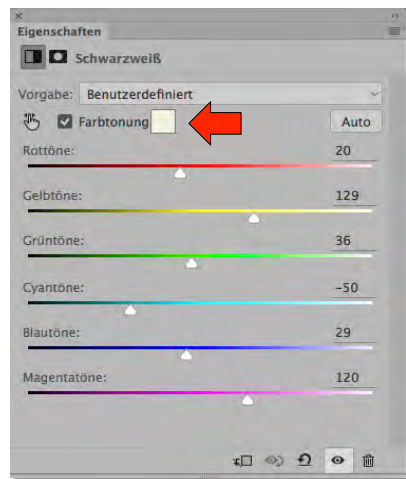 Eigenschaften
Schwarzweiß
Vorgabe: Benutzerdefiniert
Farbtonung Auto
Rottöne: 20
Gelbtöne: 129
Grüntöne: 36
Cyantöne: -50
Blautöne: 29
Magentatöne: 120